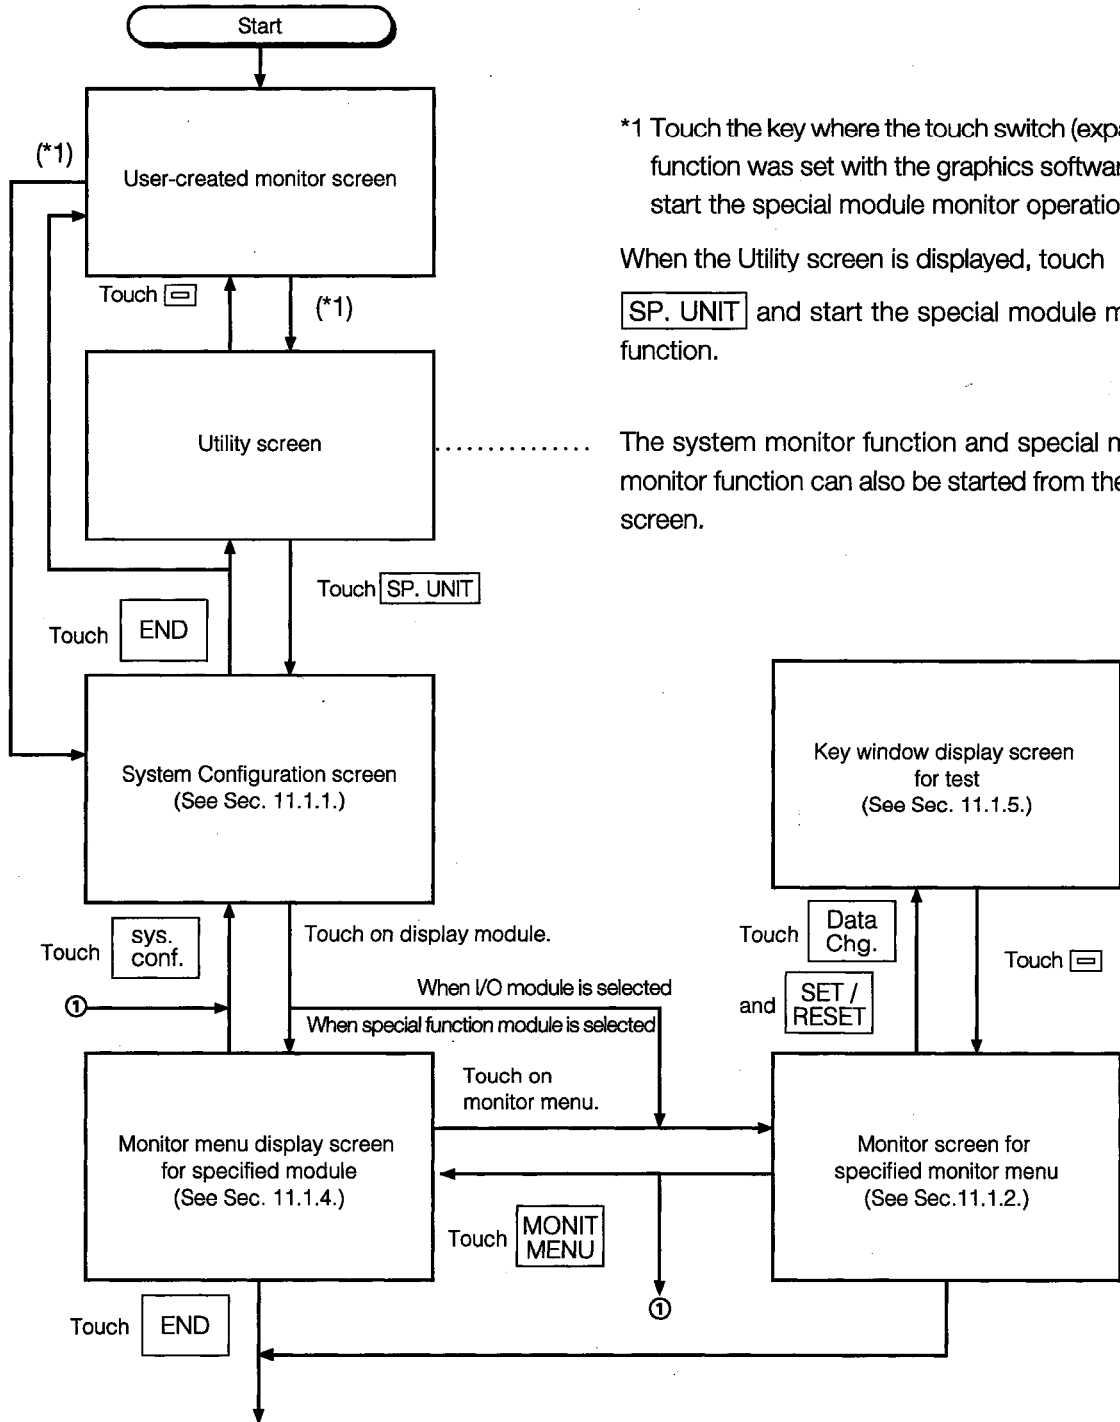 Start
(*1)
User-created monitor screen
*1 Touch the key where the touch switch (expa
function was set with the graphics softwar
start the special module monitor operatio
When the Utility screen is displayed, touch
SP. UNIT and start the special module m
function.
Touch
(*1)
Utility screen
The system monitor function and special m
monitor function can also be started from the
screen.
Touch SP. UNIT
Touch END
System Configuration screen
(See Sec. 11.1.1.)
Key window display screen
for test
(See Sec. 11.1.5.)
Touch sys.
conf.
Touch on display module.
Touch Data
Chg.
and SET /
RESET
Touch
①
When I/O module is selected
When special function module is selected
Touch on
monitor menu.
Monitor menu display screen
for specified module
(See Sec. 11.1.4.)
Monitor screen for
specified monitor menu
(See Sec.11.1.2.)
Touch MONIT
MENU
①
Touch END